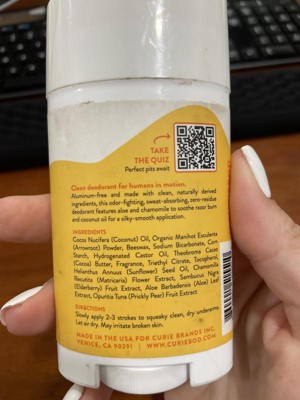 TAKE
THE QUIZ
Perfect pits await
Clean deodorant for humans in motion.
Aluminum-free and made with clean, naturally derived
ingredients, this odor-fighting, sweat-absorbing, zero-residue
deodorant features aloe and chamomile to soothe razor burn
and coconut oil for a silky-smooth application.
INGREDIENTS
Cocos Nucifera (Coconut) Oil, Organic Manihot Esculenta
(Arrowroot) Powder, Beeswax, Sodium Bicarbonate, Corn
Starch, Hydrogenated Castor Oil, Theobroma Cacao
(Cocoa) Butter, Fragrance, Triethyl Citrate, Tocopherol,
Helianthus Annuus (Sunflower) Seed Oil, Chamomilla
Recutita (Matricaria) Flower Extract, Sambucus Nigra
(Elderberry) Fruit Extract, Aloe Barbadensis (Aloe) Leaf
Extract, Opuntia Tuna (Prickly Pear) Fruit Extract.
DIRECTIONS
Slowly apply 2-3 strokes to squeaky clean, dry underarms.
Let air dry. May irritate broken skin.
MADE IN THE USA FOR CURIE BRANDS INC.
VENICE, CA 90291 | WWW.CURIEBOD.COM